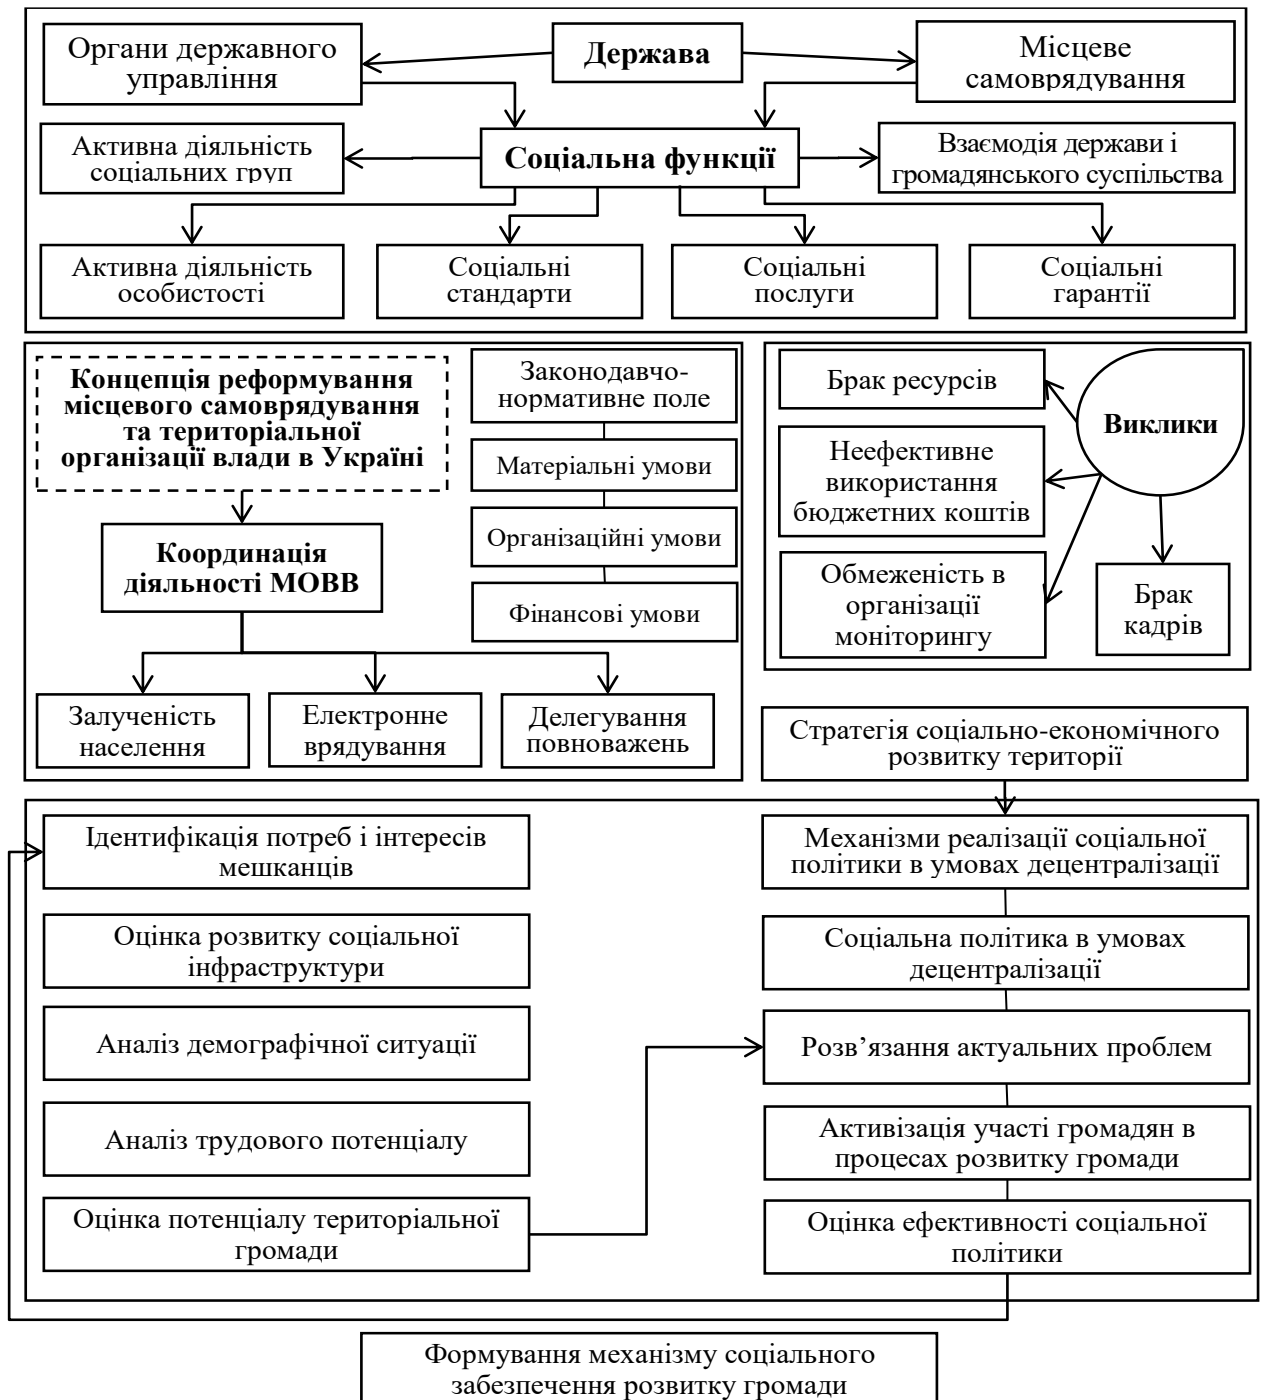 Органи державного
управління
Держава
Місцеве
самоврядування
Активна діяльність
соціальних груп
Соціальна функції
Взаємодія держави і
громадянського суспільства
Активна діяльність
особистості
Соціальні
стандарти
Соціальні
послуги
Соціальні
гарантії
Концепція реформування
місцевого самоврядування
та територіальної
організації влади в Україні
Координація
діяльності МОВВ
Законодавчо-
нормативне поле
Матеріальні умови
Організаційні умови
Фінансові умови
Залученість
населення
Електронне
врядування
Делегування
повноважень
Брак ресурсів
Виклики
Неефективне
використання
бюджетних коштів
Обмеженість в
організації
моніторингу
Брак
кадрів
Стратегія соціально-економічного
розвитку території
Ідентифікація потреб і інтересів
мешканців
Оцінка розвитку соціальної
інфраструктури
Аналіз демографічної ситуації
Аналіз трудового потенціалу
Оцінка потенціалу територіальної
громади
Механізми реалізації соціальної
політики в умовах децентралізації
Соціальна політика в умовах
децентралізації
Розв’язання актуальних проблем
Активізація участі громадян в
процесах розвитку громади
Оцінка ефективності соціальної
політики
Формування механізму соціального
забезпечення розвитку громади